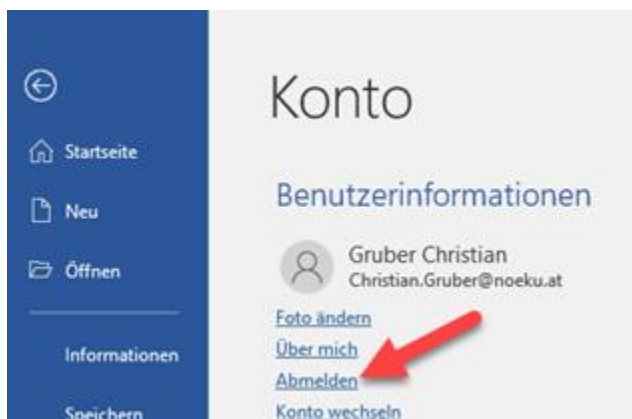 Konto
Startseite
Neu
Öffnen
Informationen
Speichern
Benutzerinformationen
Gruber Christian
Christian.Gruber@noeku.at
Foto ändern
Über mich
Abmelden
Konto wechseln